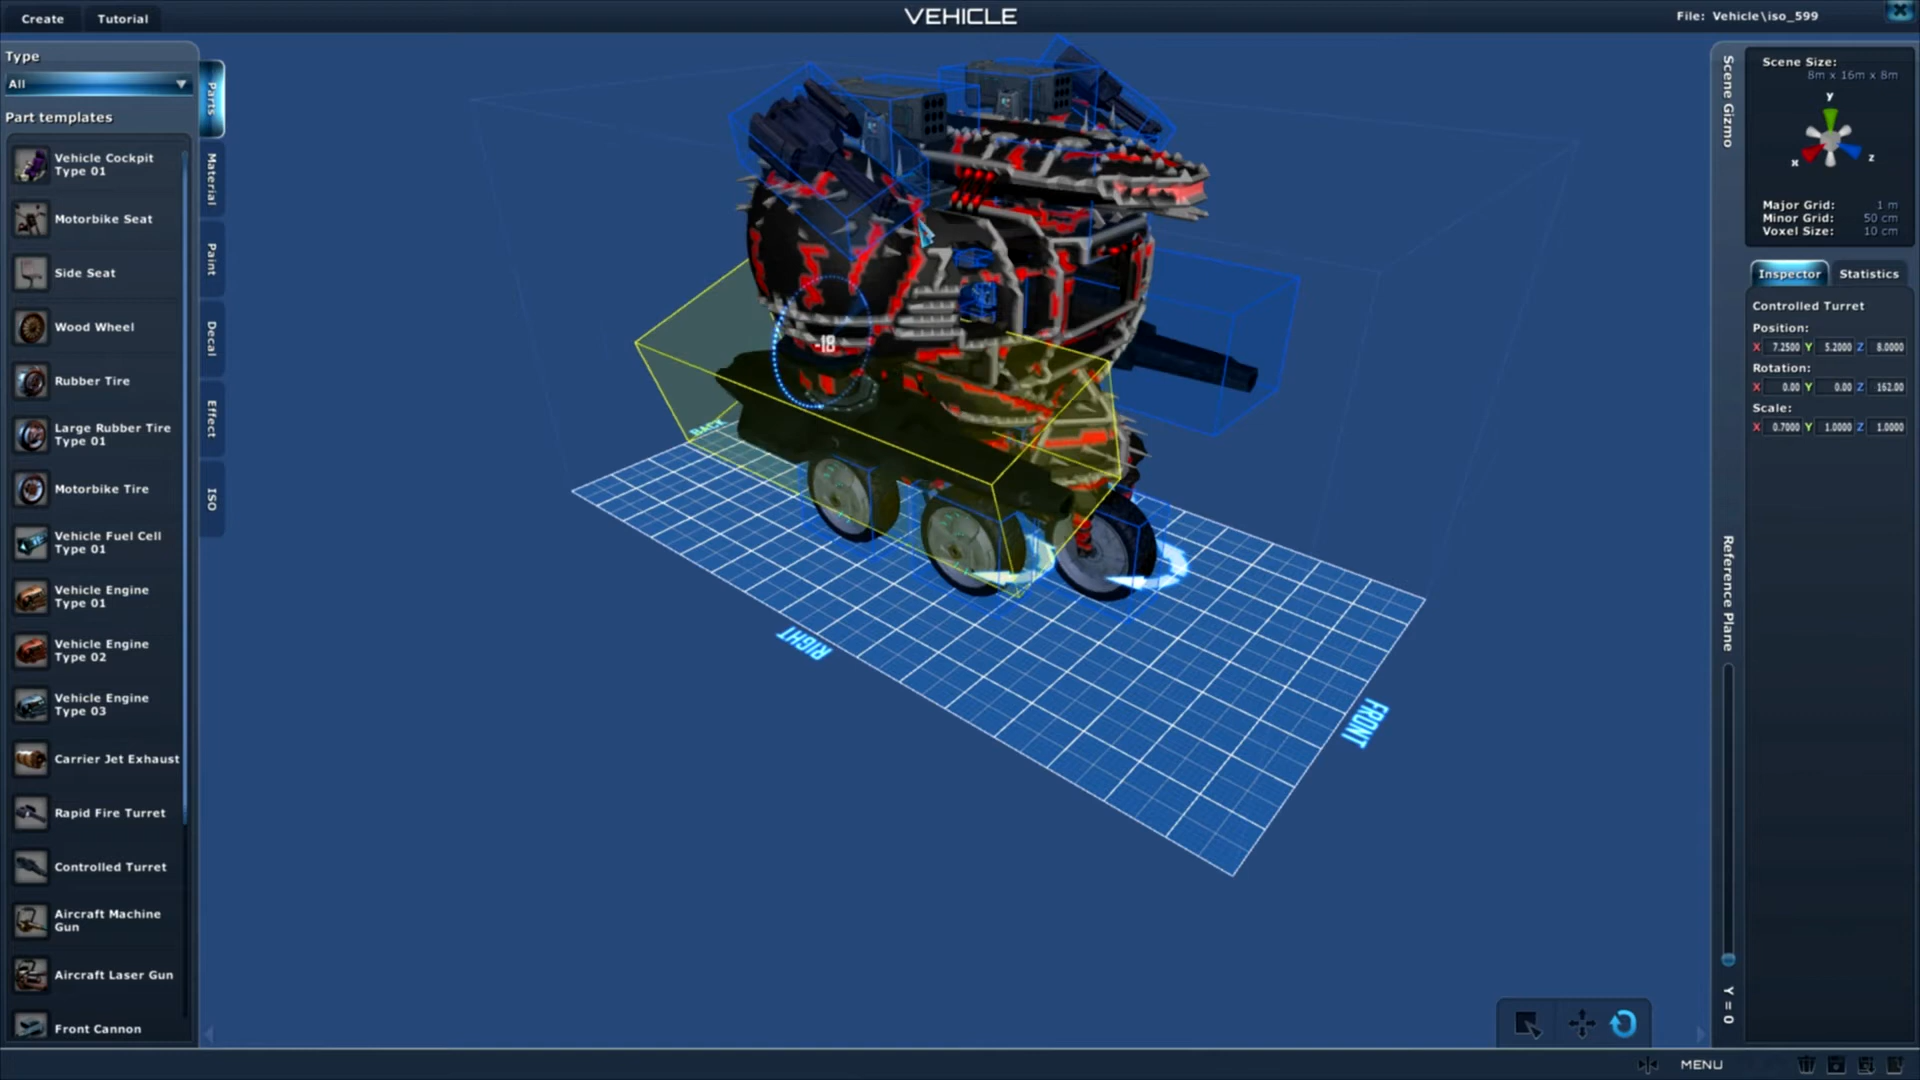 Create
Tutorial
VEHICLE
File: Vehicle\iso_599
Type
All
Part templates
Vehicle Cockpit
Type 01
Motorbike Seat
Side Seat
Wood Wheel
Rubber Tire
Large Rubber Tire
Type 01
Motorbike Tire
Vehicle Fuel Cell
Type 01
Vehicle Engine
Type 01
Vehicle Engine
Type 02
Vehicle Engine
Type 03
Carrier Jet Exhaust
Rapid Fire Turret
Controlled Turret
Aircraft Machine
Gun
Aircraft Laser Gun
Front Cannon
Parts
Material
Paint
Decal
Effect
ISO
-18
BACK
RIGHT
FRONT
Scene Gizmo
Reference Plane
Y = 0
Scene Size:
8m x 16m x 8m
y
x
z
Major Grid: 1 m
Minor Grid: 50 cm
Voxel Size: 10 cm
Inspector
Statistics
Controlled Turret
Position:
X 7.2500 Y 5.2000 Z 8.0000
Rotation:
X 0.00 Y 0.00 Z 162.00
Scale:
X 0.7000 Y 1.0000 Z 1.0000
MENU